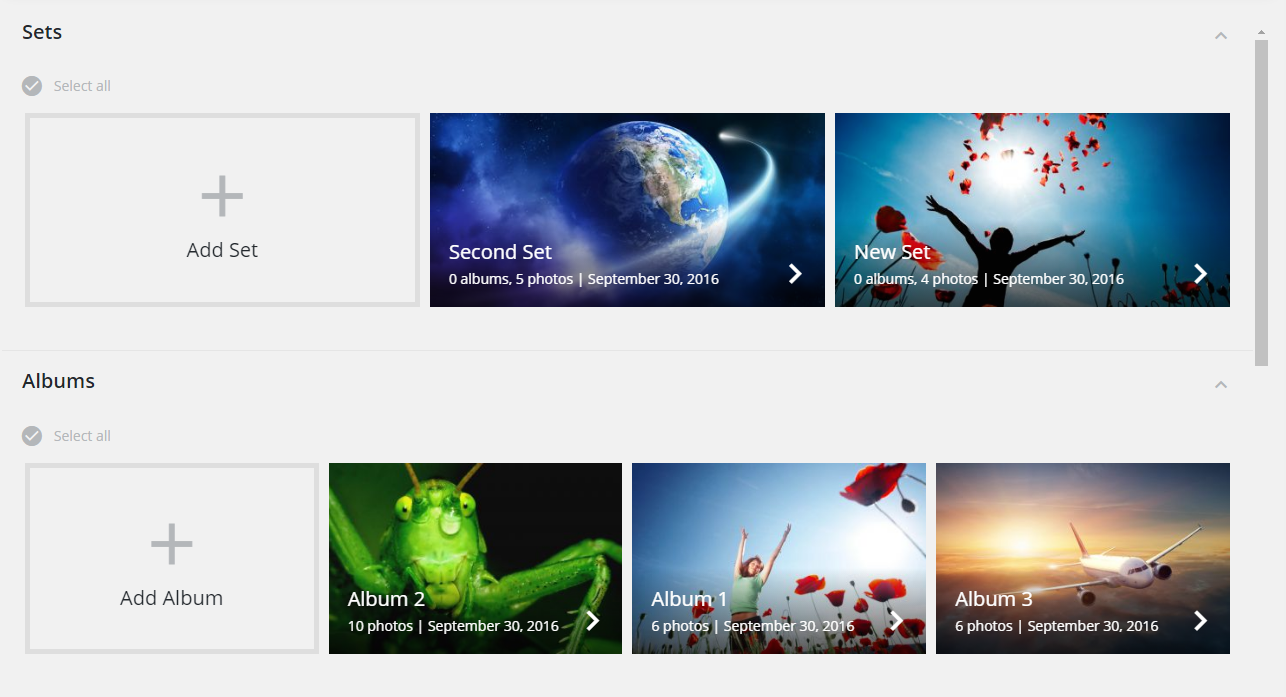 Sets
Select all
Add Set
Second Set
0 albums, 5 photos | September 30, 2016
New Set
0 albums, 4 photos | September 30, 2016
Albums
Select all
Add Album
Album 2
10 photos | September 30, 2016
Album 1
6 photos | September 30, 2016
Album 3
6 photos | September 30, 2016